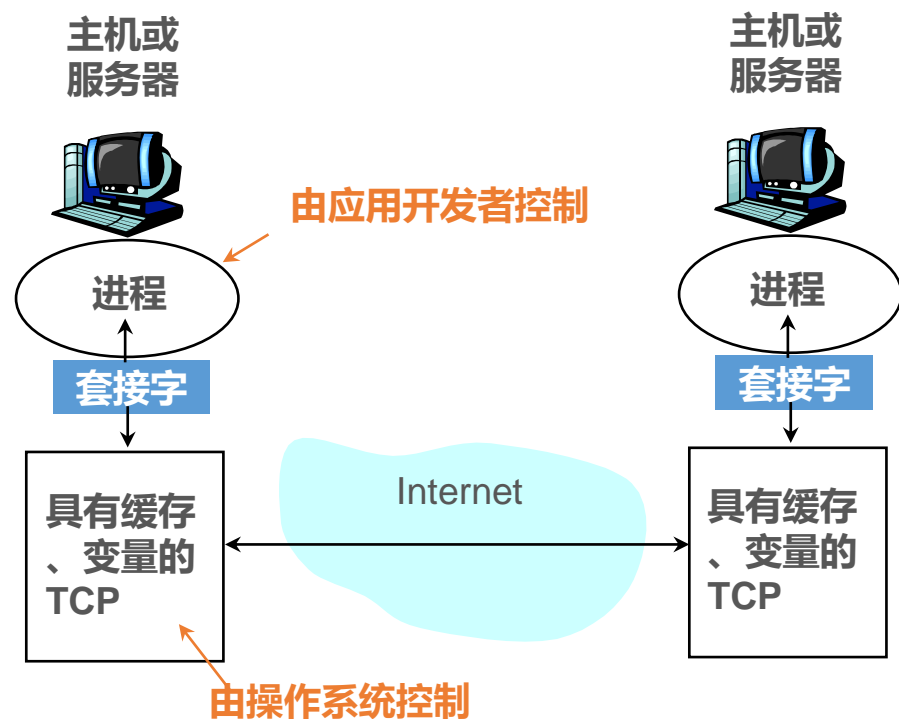 主机或
服务器
主机或
服务器
由应用开发者控制
进程
进程
套接字
套接字
Internet
具有缓存
、变量的
TCP
具有缓存
、变量的
TCP
由操作系统控制